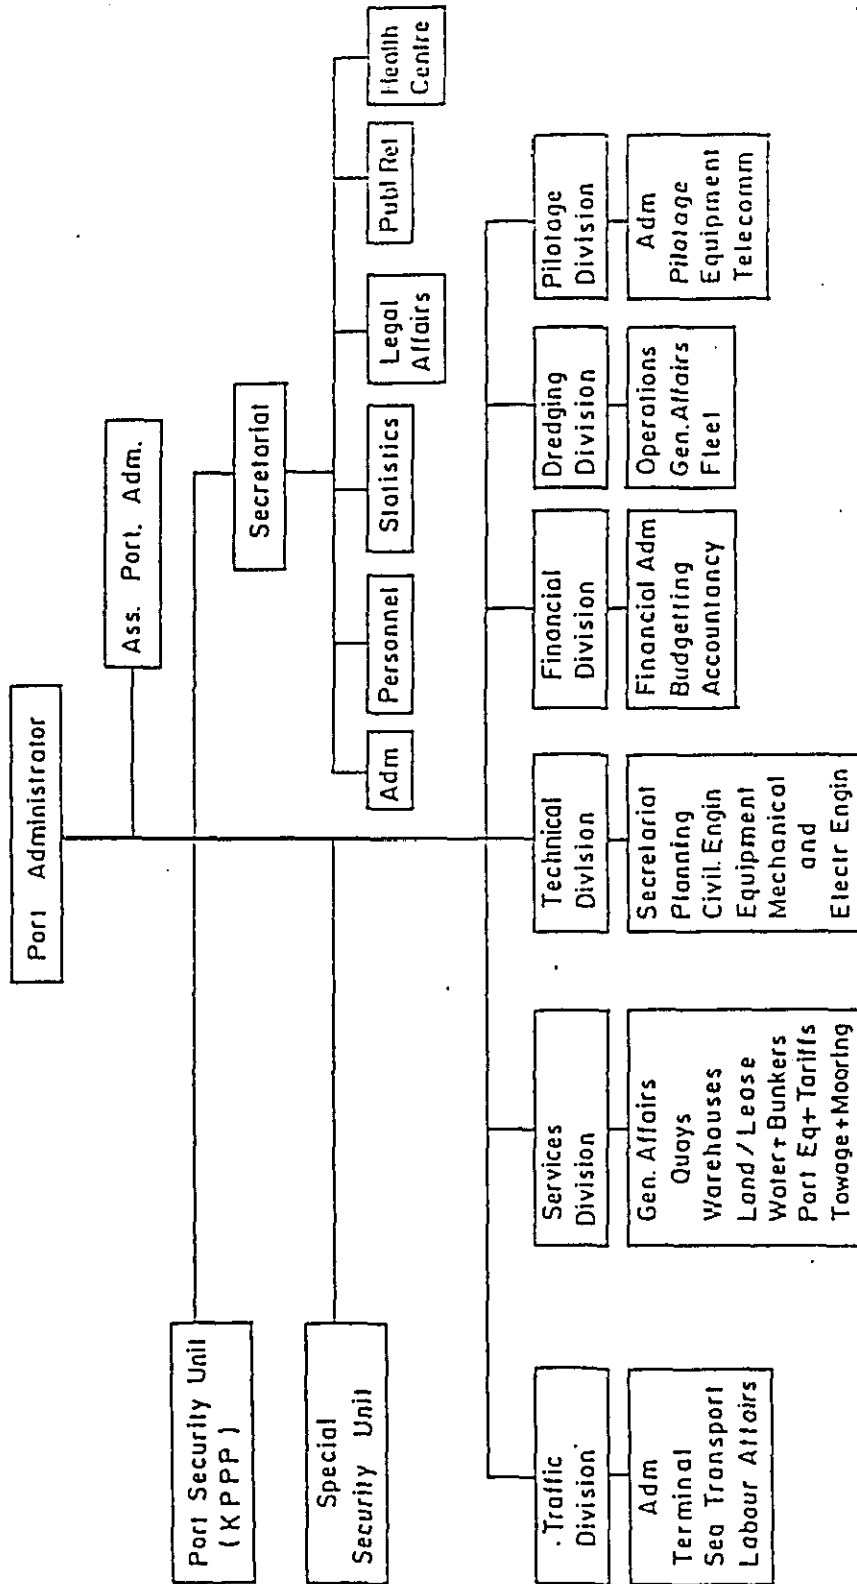 Port Administrator
Ass. Port. Adm.
Port Security Unit
(KPPP)
Secretariat
Special
Security Unit
Adm
Personnel
Statistics
Legal
Affairs
Publ Rel
Health
Centre
Traffic
Division
Services
Division
Technical
Division
Financial
Division
Dredging
Division
Pilotage
Division
Adm
Terminal
Sea Transport
Labour Affairs
Gen. Affairs
Quays
Warehouses
Land/Lease
Water+Bunkers
Port Eq+Tariffs
Towage+Mooring
Secretariat
Planning
Civil. Engin
Equipment
Mechanical
and
Electr Engin
Financial Adm
Budgetting
Accountancy
Operations
Gen. Affairs
Fleet
Adm
Pilotage
Equipment
Telecomm